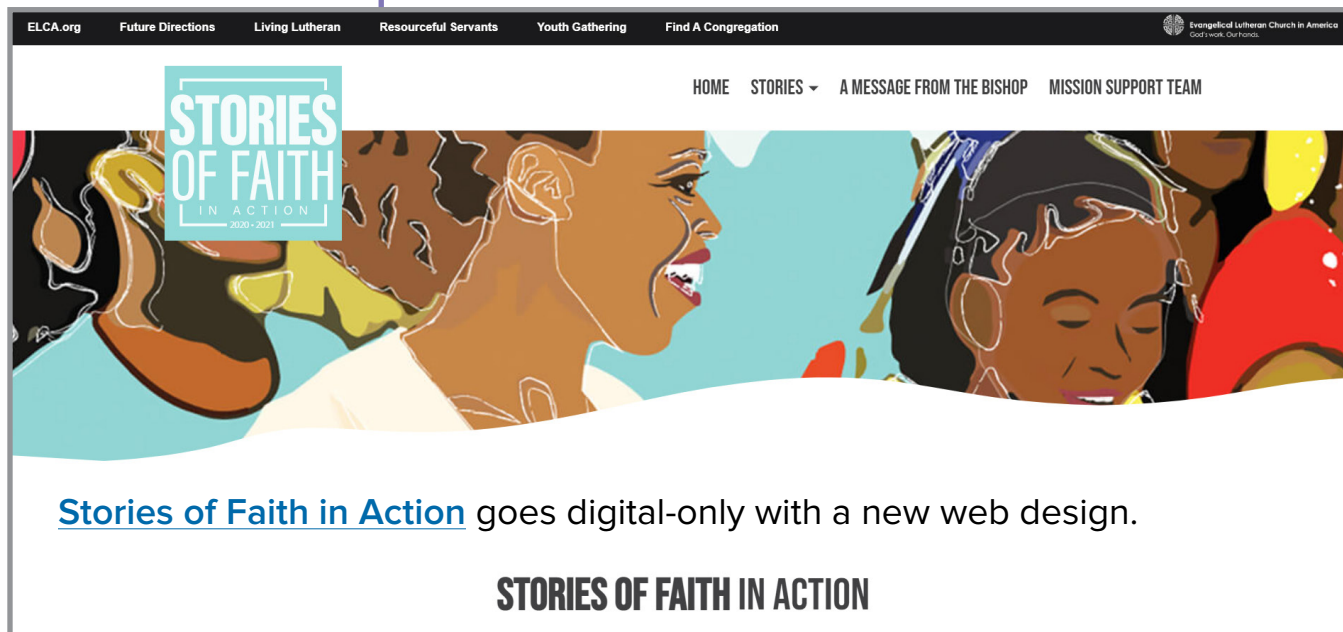 ELCA.org Future Directions Living Lutheran Resourceful Servants Youth Gathering Find A Congregation
Evangelical Lutheran Church in America
God's work. Our hands.
HOME STORIES A MESSAGE FROM THE BISHOP MISSION SUPPORT TEAM
STORIES
OF FAITH
IN ACTION
2020 • 2021
Stories of Faith in Action goes digital-only with a new web design.
STORIES OF FAITH IN ACTION